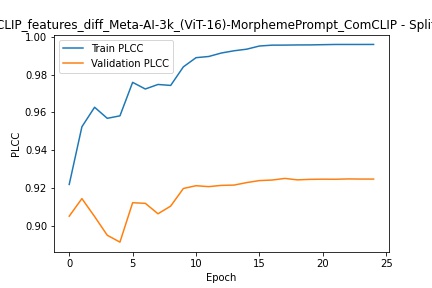 CLIP_features_diff_Meta-AI-3k_(ViT-16)-MorphemePrompt_ComCLIP - Split
1.00
0.98
0.96
0.94
0.92
0.90
PLCC
Train PLCC
Validation PLCC
0 5 10 15 20 25
Epoch